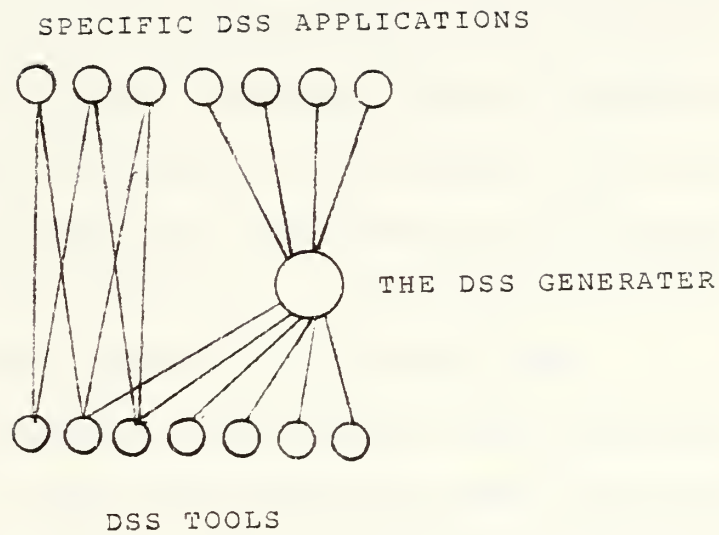 SPECIFIC DSS APPLICATIONS
THE DSS GENERATER
DSS TOOLS